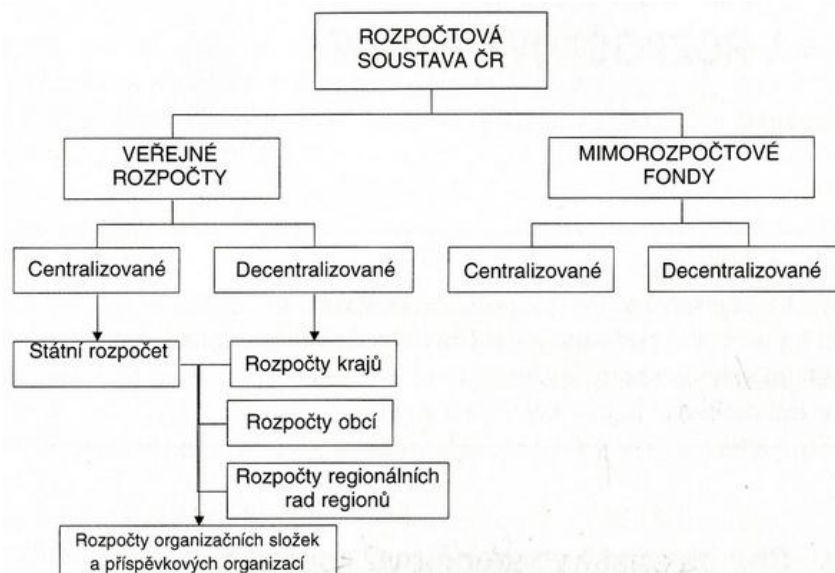 ROZPOČTOVÁ
SOUSTAVA ČR
VEŘEJNÉ
ROZPOČTY
MIMOROZPOČTOVÉ
FONDY
Centralizované
Decentralizované
Centralizované
Decentralizované
Státní rozpočet
Rozpočty krajů
Rozpočty obcí
Rozpočty regionálních
rad regionů
Rozpočty organizačních složek
a příspěvkových organizací